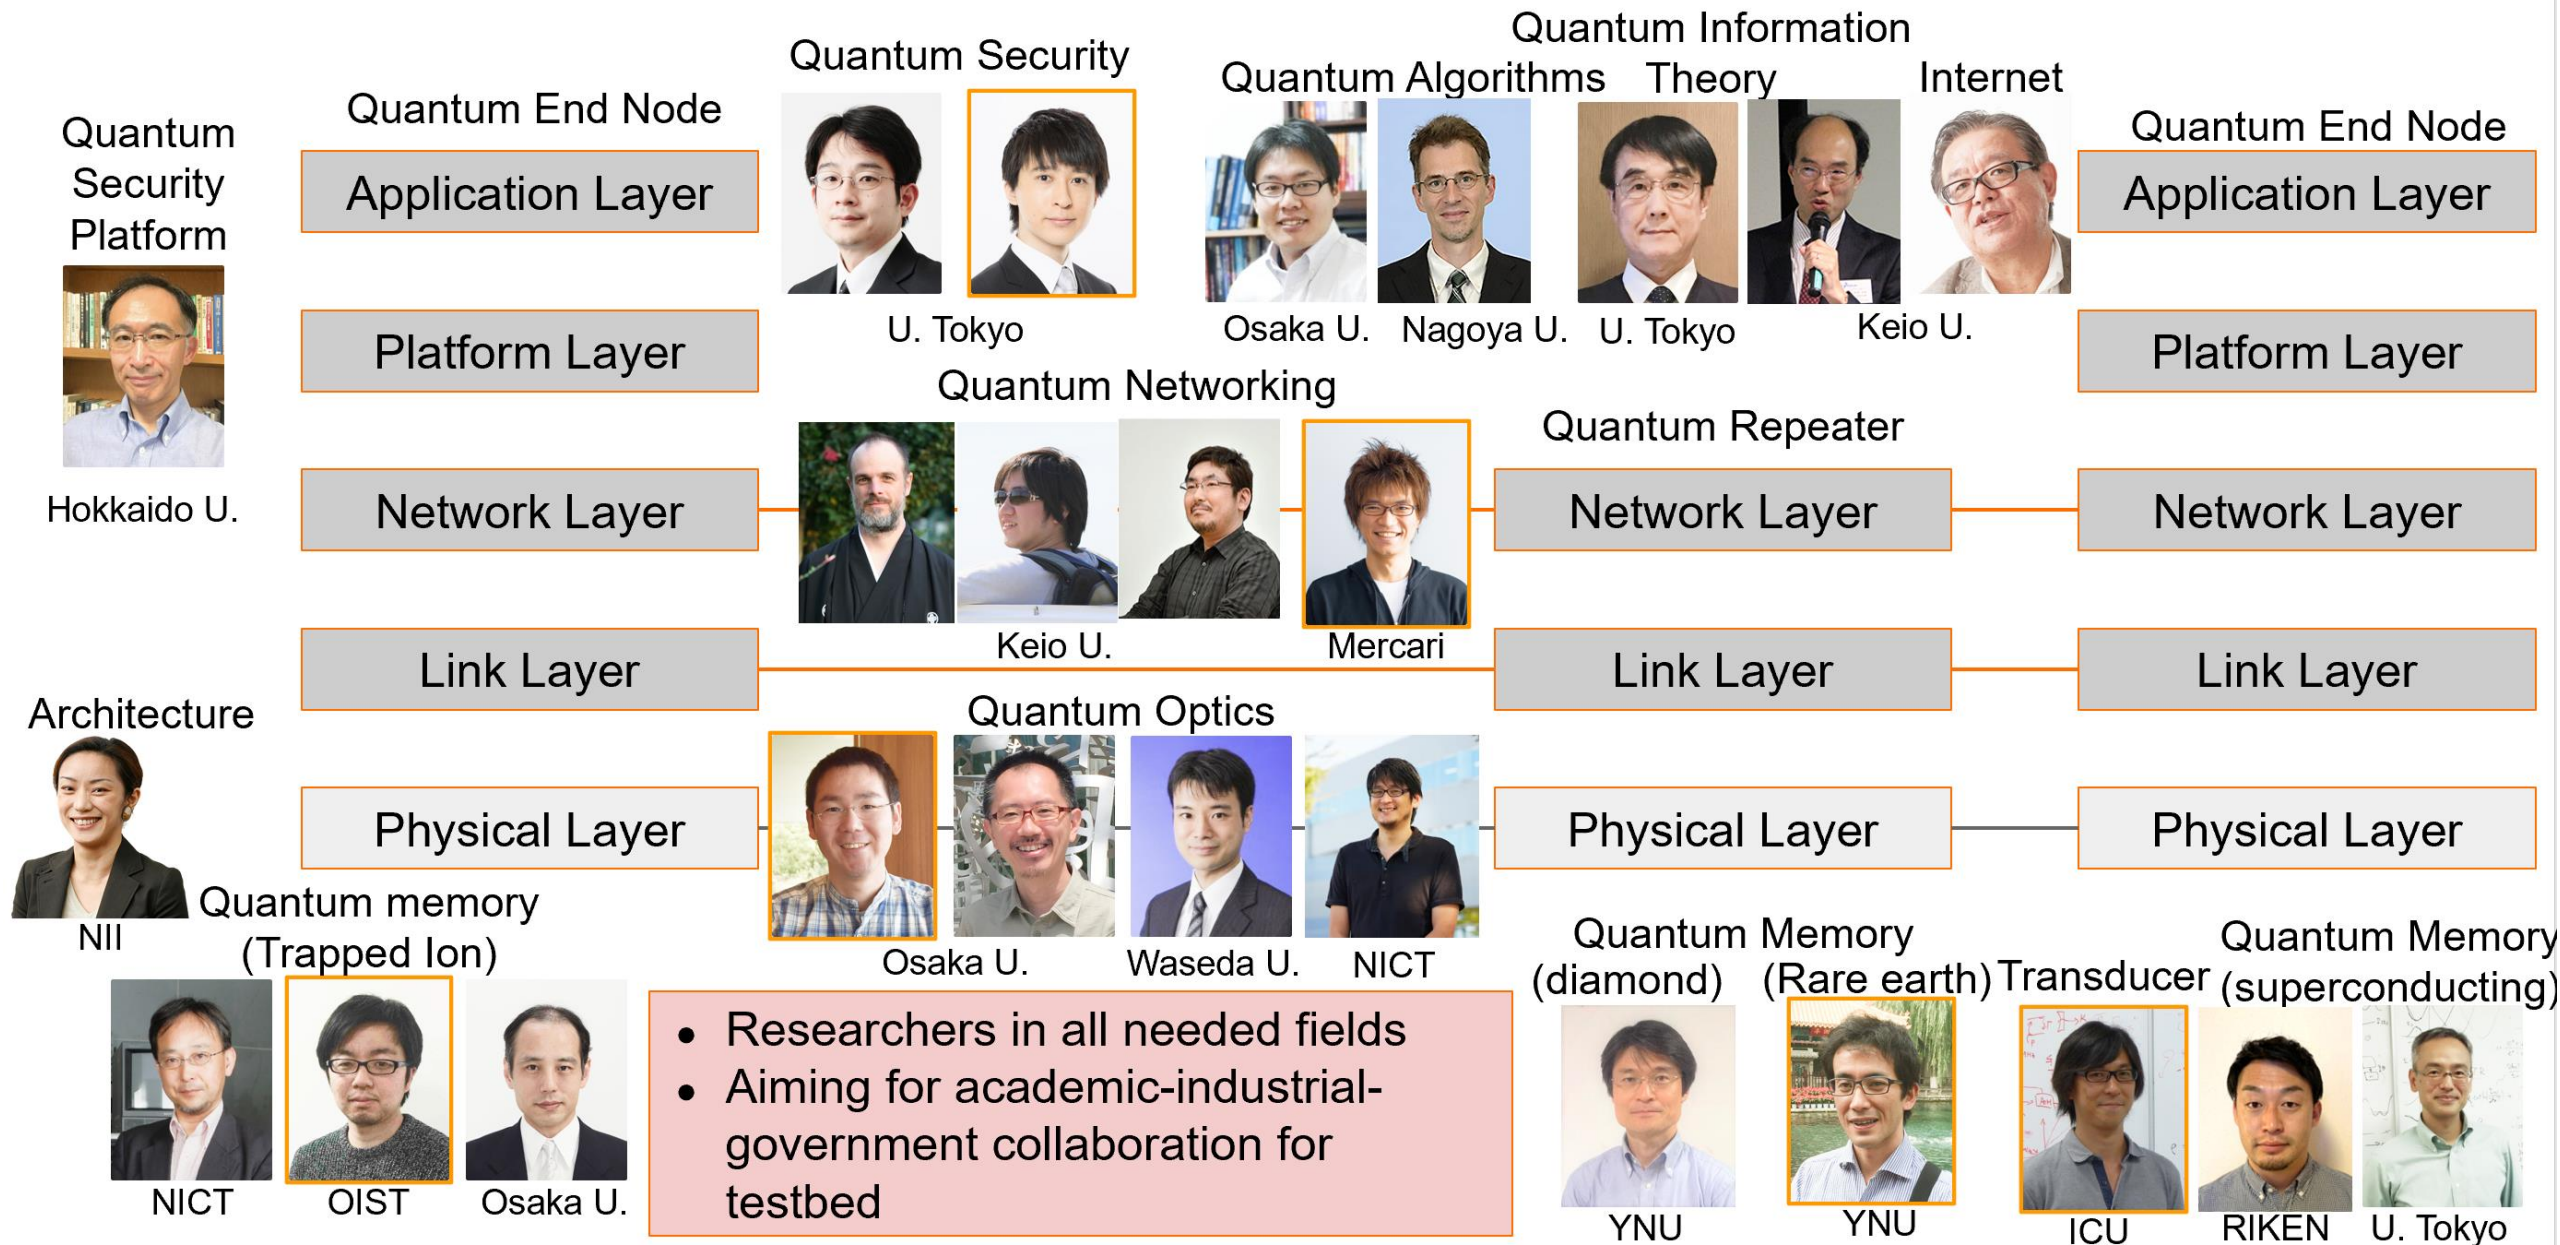 Quantum Information
Quantum Security
Quantum Algorithms
Theory
Internet
Quantum End Node
Quantum End Node
Quantum
Security
Platform
Application Layer
Application Layer
U. Tokyo
Osaka U.
Nagoya U.
U. Tokyo
Keio U.
Platform Layer
Platform Layer
Quantum Networking
Quantum Repeater
Hokkaido U.
Network Layer
Network Layer
Network Layer
Keio U.
Mercari
Link Layer
Link Layer
Link Layer
Architecture
Quantum Optics
Physical Layer
Physical Layer
Physical Layer
NII
Quantum memory
(Trapped Ion)
Osaka U.
Waseda U.
NICT
Quantum Memory
(diamond)
(Rare earth)
Transducer
Quantum Memory
(superconducting)
NICT
OIST
Osaka U.
● Researchers in all needed fields
● Aiming for academic-industrial-
government collaboration for
testbed
YNU
YNU
ICU
RIKEN
U. Tokyo